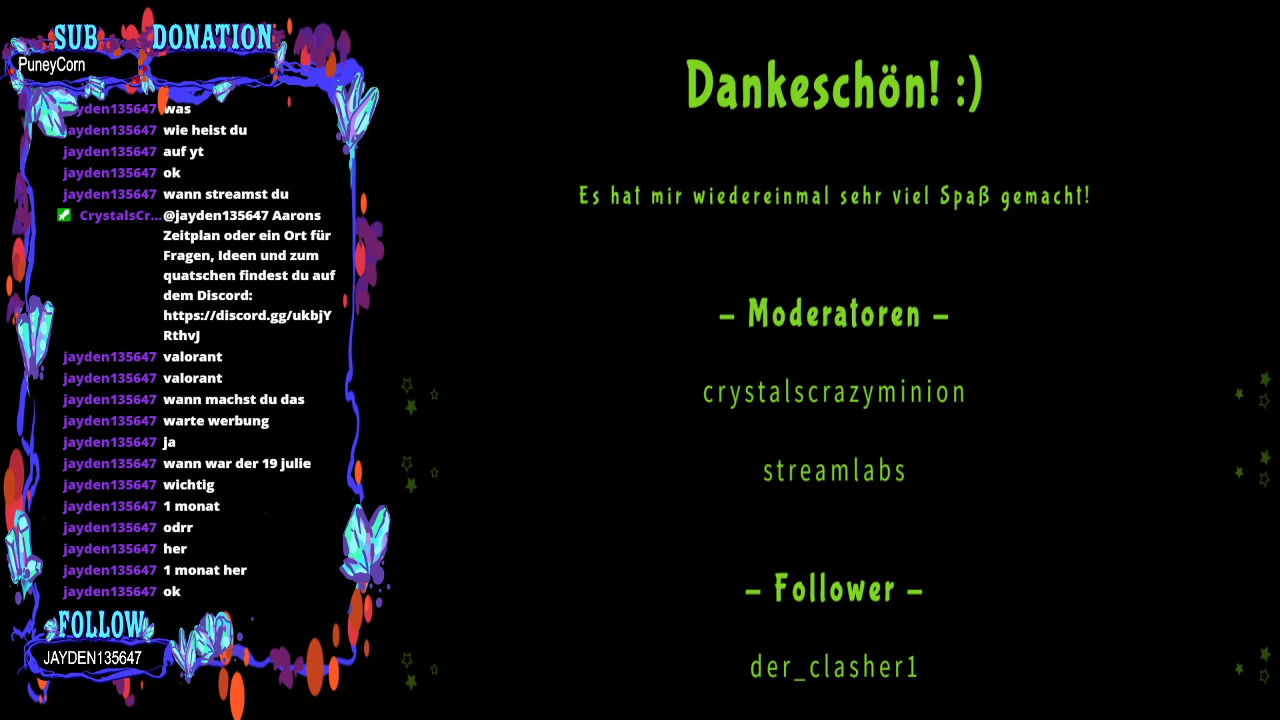 SUB DONATION
PuneyCorn
jayden135647 was
jayden135647 wie heist du
jayden135647 auf yt
jayden135647 ok
jayden135647 wann streamst du
CrystalsCr... @jayden135647 Aarons
Zeitplan oder ein Ort für
Fragen, Ideen und zum
quatschen findest du auf
dem Discord:
https://discord.gg/ukbjY
RthvJ
jayden135647 valorant
jayden135647 valorant
jayden135647 wann machst du das
jayden135647 warte werbung
jayden135647 ja
jayden135647 wann war der 19 julie
jayden135647 wichtig
jayden135647 1 monat
jayden135647 odrr
jayden135647 her
jayden135647 1 monat her
jayden135647 ok
FOLLOW
JAYDEN135647
Dankeschön! :)
Es hat mir wiedereinmal sehr viel Spaß gemacht!
– Moderatoren –
crystalscrazyminion
streamlabs
– Follower –
der_clasher1